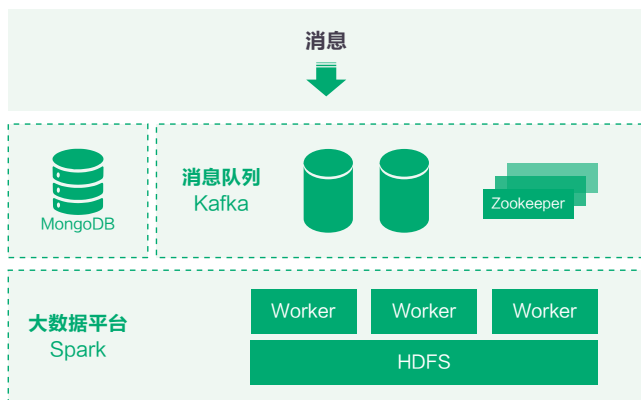 消息
MongoDB
消息队列
Kafka
Zookeeper
大数据平台
Spark
Worker
Worker
Worker
HDFS